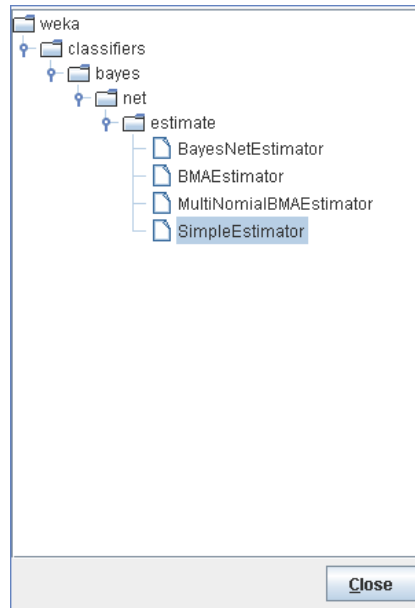 weka
classifiers
bayes
net
estimate
BayesNetEstimator
BMAEstimator
MultiNomialBMAEstimator
SimpleEstimator
Close